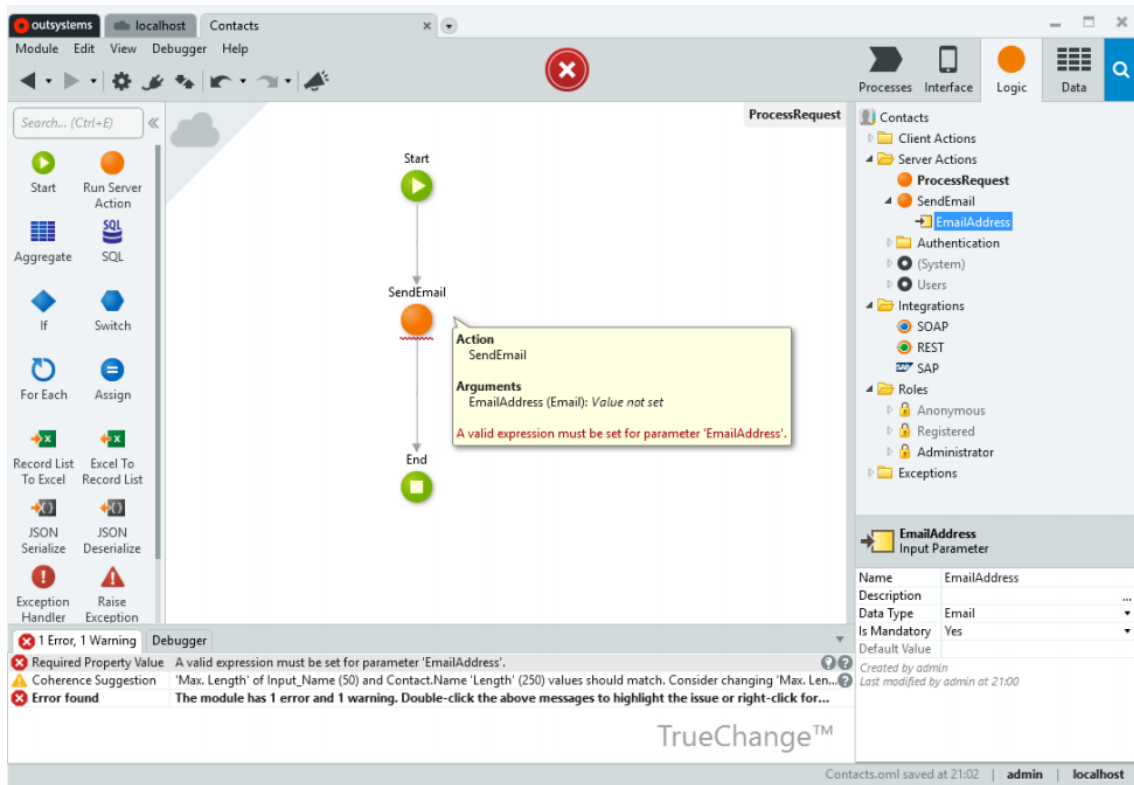 outsystems localhost Contacts
Module Edit View Debugger Help
Processes Interface Logic Data
Search... (Ctrl+E)
Start Run Server Action
Aggregate SQL
SQL
If Switch
For Each Assign
Record List To Excel Excel To Record List
JSON Serialize JSON Deserialize
Exception Handler Raise Exception
ProcessRequest
Start
SendEmail
Action
SendEmail
Arguments
EmailAddress (Email): Value not set
A valid expression must be set for parameter 'EmailAddress'.
End
Contacts
Client Actions
Server Actions
ProcessRequest
SendEmail
EmailAddress
Authentication
(System)
Users
Integrations
SOAP
REST
SAP SAP
Roles
Anonymous
Registered
Administrator
Exceptions
EmailAddress
Input Parameter
Name EmailAddress
Description ...
Data Type Email
Is Mandatory Yes
Default Value
Created by admin
Last modified by admin at 21:00
1 Error, 1 Warning Debugger
Required Property Value A valid expression must be set for parameter 'EmailAddress'.
Coherence Suggestion 'Max. Length' of Input_Name (50) and Contact.Name 'Length' (250) values should match. Consider changing 'Max. Len...
Error found The module has 1 error and 1 warning. Double-click the above messages to highlight the issue or right-click for...
TrueChange™
Contacts.oml saved at 21:02 | admin | localhost